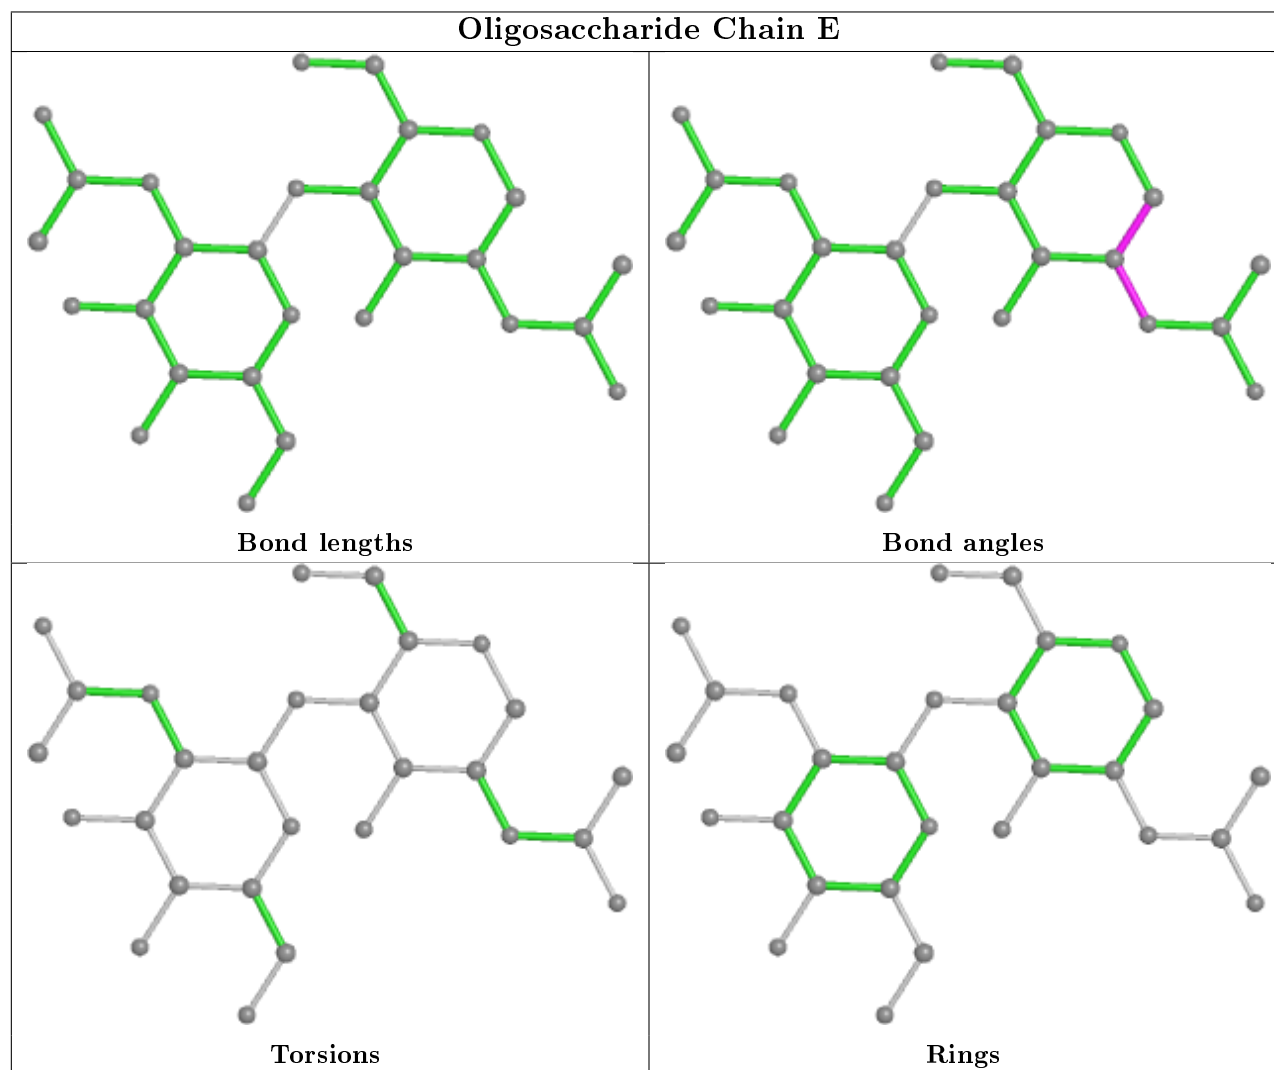 Oligosaccharide Chain E
Bond lengths
Bond angles
Torsions
Rings